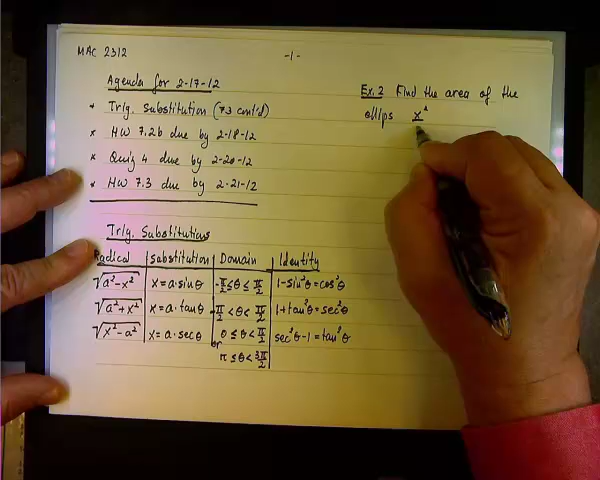 MAC 2312
-1-
Agenda for 2-17-12
* Trig. Substitution (7.3 cont'd)
* HW 7.2b due by 2-18-12
* Quiz 4 due by 2-20-12
* HW 7.3 due by 2-21-12
Trig. Substitutions
Radical | Substitution | Domain | Identity
√(a²-x²) | x = a·sinθ | -π/2 ≤ θ ≤ π/2 | 1-sin²θ = cos²θ
√(a²+x²) | x = a·tanθ | -π/2 < θ < π/2 | 1+tan²θ = sec²θ
√(x²-a²) | x = a·secθ | 0 ≤ θ < π/2 | sec²θ-1 = tan²θ
or π ≤ θ < 3π/2
Ex. 2 Find the area of the
ellips x²